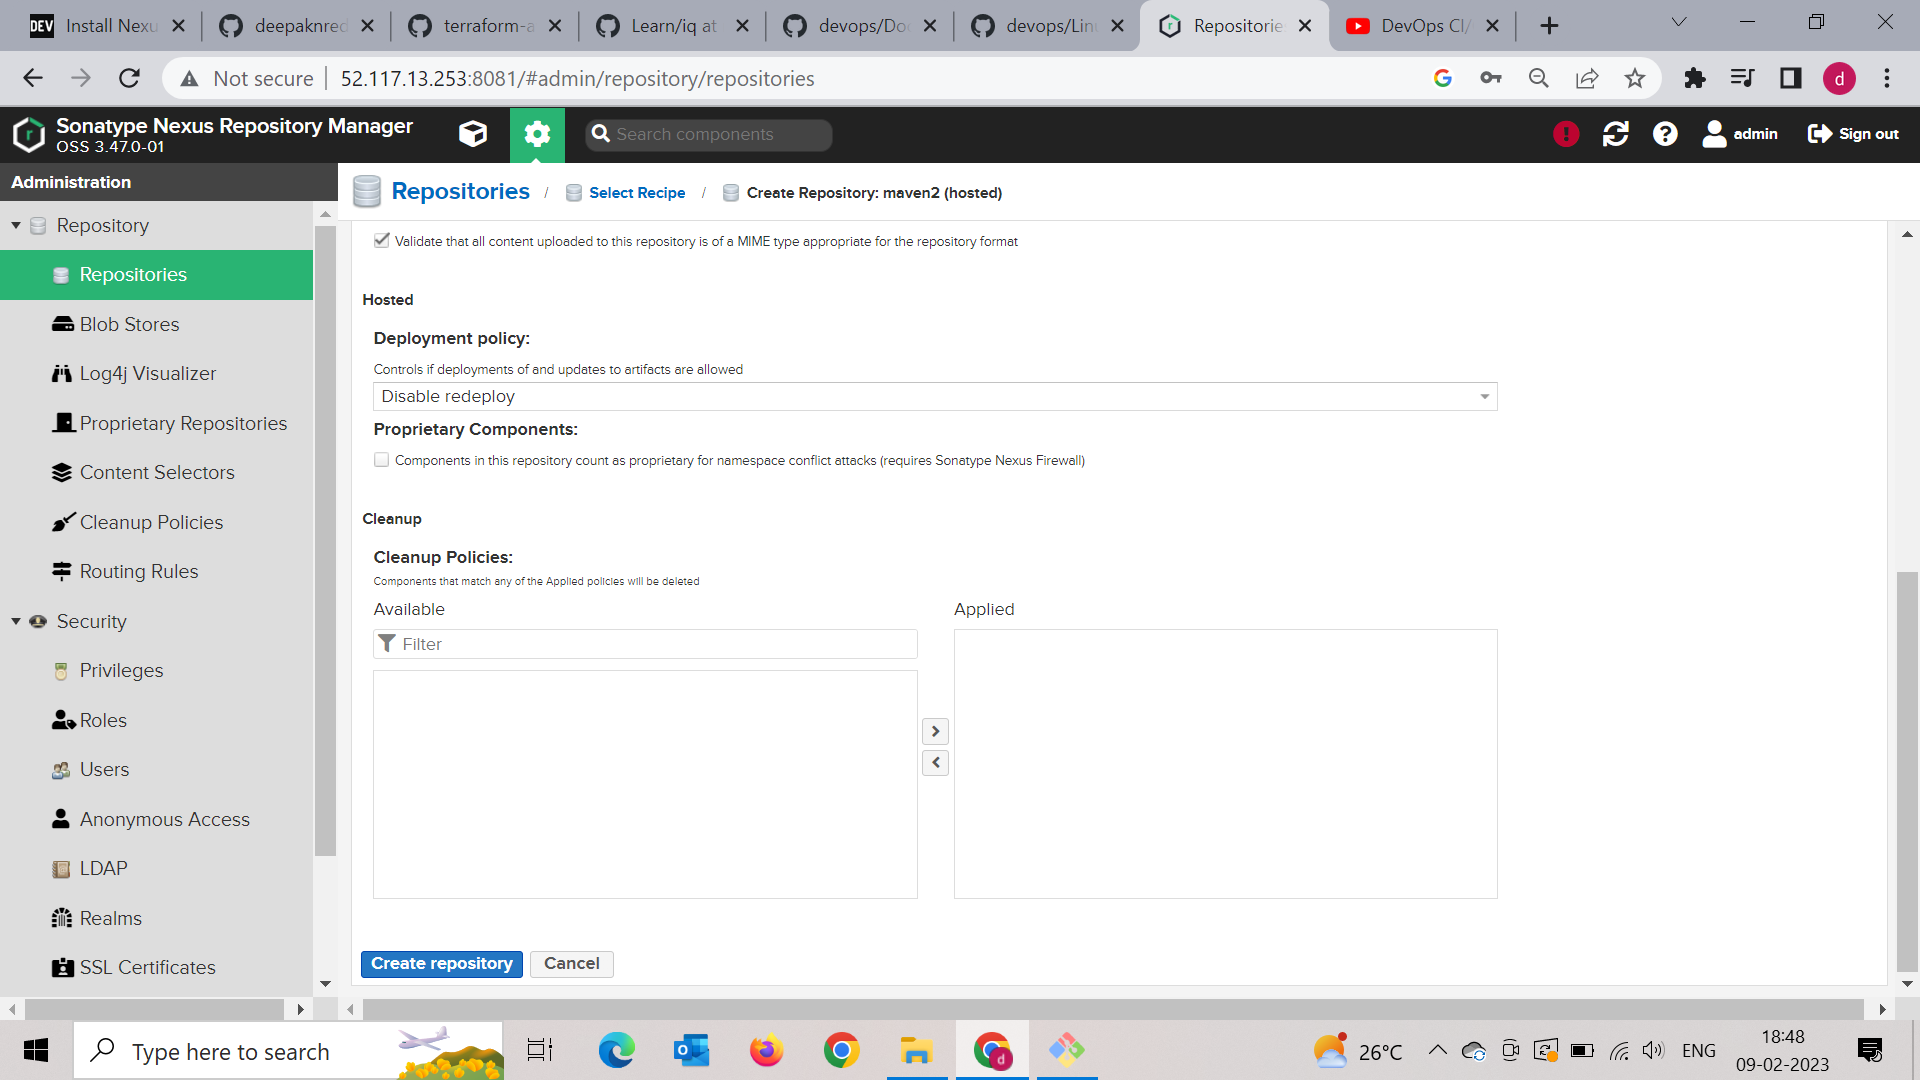 DEV Install Nexu
deepaknred
terraform-a
Learn/iq at
devops/Do
devops/Lin
Repositorie
DevOps CI/
Not secure
52.117.13.253:8081/#admin/repository/repositories
d
Sonatype Nexus Repository Manager
OSS 3.47.0-01
Search components
admin
Sign out
Administration
Repositories / Select Recipe / Create Repository: maven2 (hosted)
Repository
Repositories
Blob Stores
Log4j Visualizer
Proprietary Repositories
Content Selectors
Cleanup Policies
Routing Rules
Security
Privileges
Roles
Users
Anonymous Access
LDAP
Realms
SSL Certificates
Validate that all content uploaded to this repository is of a MIME type appropriate for the repository format
Hosted
Deployment policy:
Controls if deployments of and updates to artifacts are allowed
Disable redeploy
Proprietary Components:
Components in this repository count as proprietary for namespace conflict attacks (requires Sonatype Nexus Firewall)
Cleanup
Cleanup Policies:
Components that match any of the Applied policies will be deleted
Available
Applied
Filter
Create repository
Cancel
Type here to search
d
26°C
ENG
18:48
09-02-2023